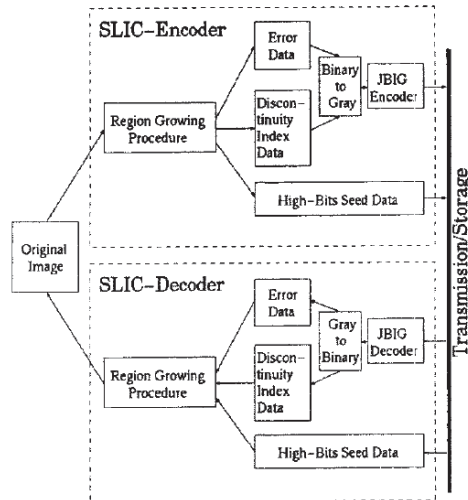 SLIC-Encoder
Error
Data
Binary
to
Gray
JBIG
Encoder
Region Growing
Procedure
Discon-
tinuity
Index
Data
High-Bits Seed Data
Original
Image
SLIC-Decoder
Error
Data
Gray
to
Binary
JBIG
Decoder
Region Growing
Procedure
Discon-
tinuity
Index
Data
High-Bits Seed Data
Transmission/Storage